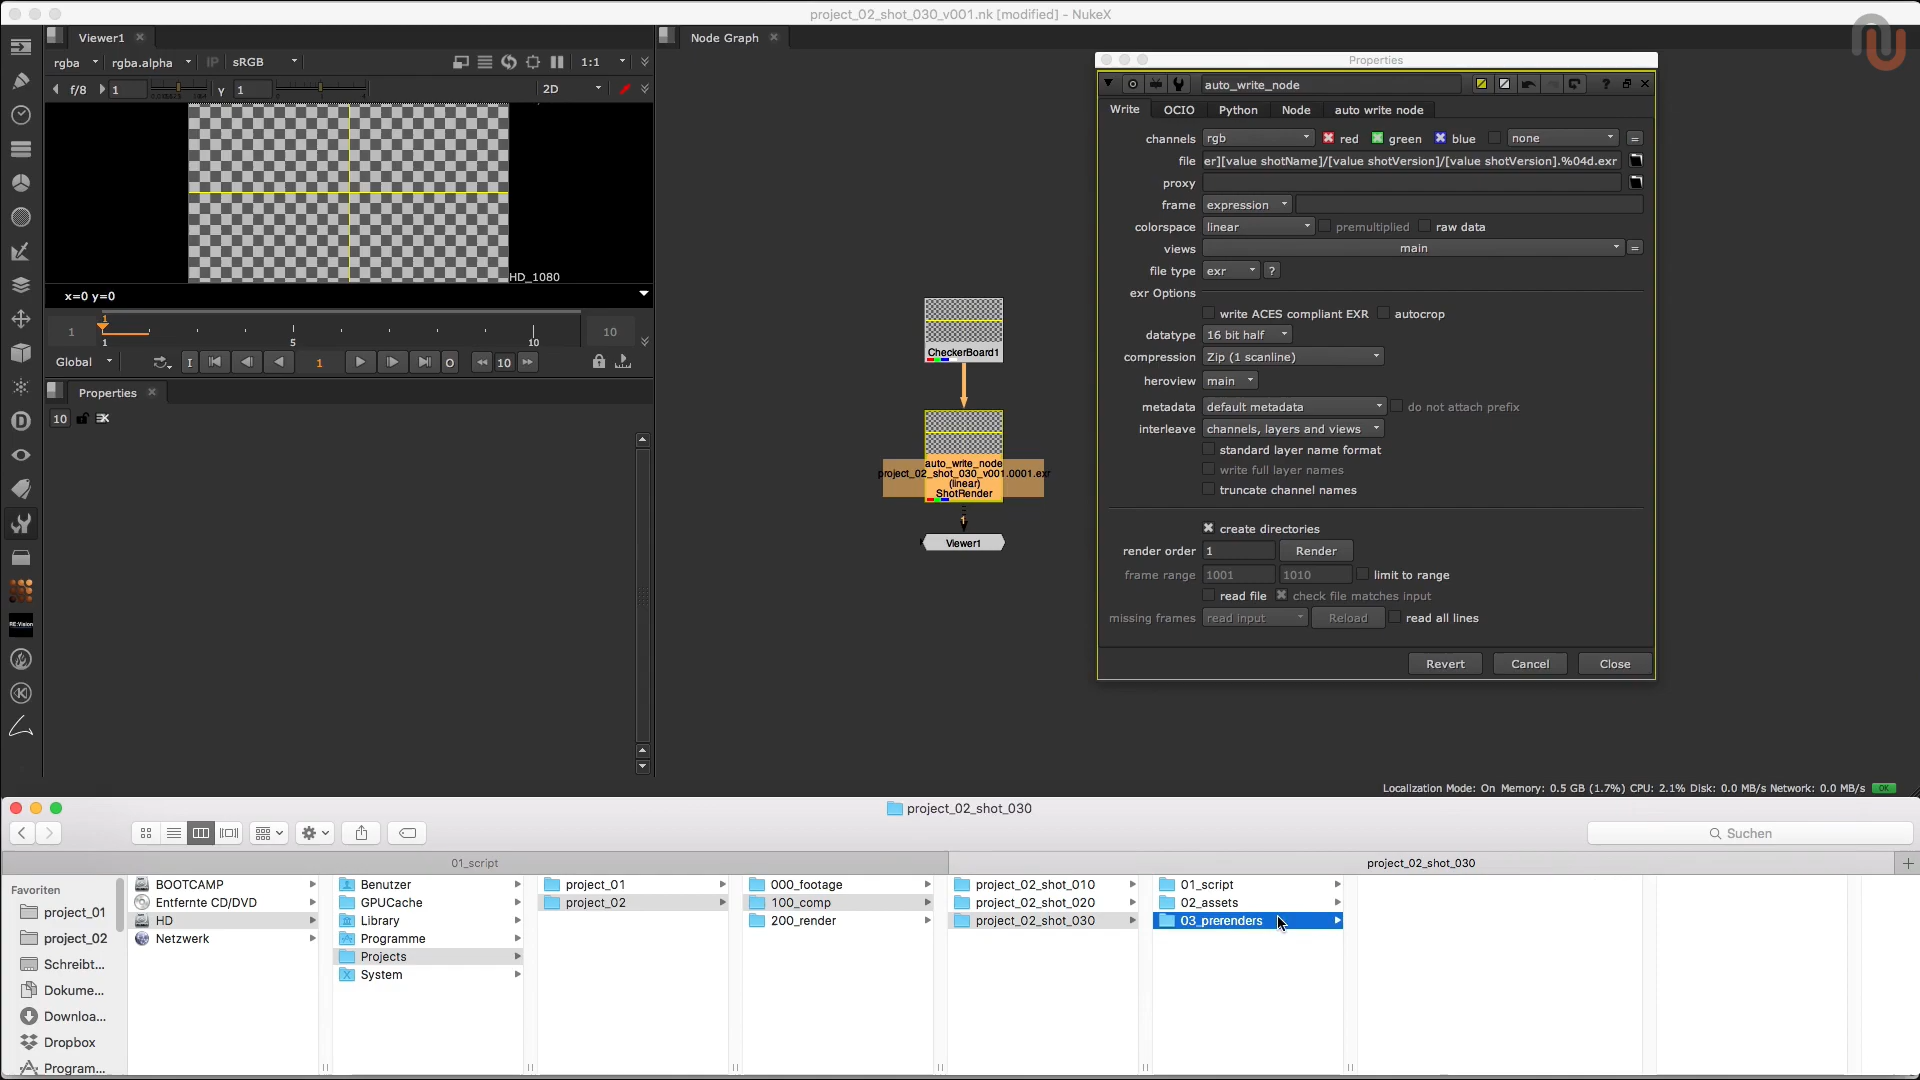 project_02_shot_030_v001.nk [modified] - NukeX
Viewer1
Node Graph
rgba rgba.alpha IP sRGB 1:1
f/8 1 γ 1 2D
HD_1080
x=0 y=0
1 1 10
1 5 10
Global I 1 O 10
Properties
10
CheckerBoard1
auto_write_node
project_02_shot_030_v001.0001.exr
(linear)
ShotRender
1
Viewer1
Properties
auto_write_node
Write OCIO Python Node auto write node
channels rgb red green blue none =
file er][value shotName]/[value shotVersion]/[value shotVersion].%04d.exr
proxy
frame expression
colorspace linear premultiplied raw data
views main =
file type exr ?
exr Options
write ACES compliant EXR autocrop
datatype 16 bit half
compression Zip (1 scanline)
heroview main
metadata default metadata do not attach prefix
interleave channels, layers and views
standard layer name format
write full layer names
truncate channel names
create directories
render order 1 Render
frame range 1001 1010 limit to range
read file check file matches input
missing frames read input Reload read all lines
Revert Cancel Close
Localization Mode: On Memory: 0.5 GB (1.7%) CPU: 2.1% Disk: 0.0 MB/s Network: 0.0 MB/s OK
project_02_shot_030
Suchen
01_script project_02_shot_030 +
Favoriten
project_01
project_02
Schreibt...
Dokume...
Downloa...
Dropbox
Program...
BOOTCAMP
Entfernte CD/DVD
HD
Netzwerk
Benutzer
GPUCache
Library
Programme
Projects
System
project_01
project_02
000_footage
100_comp
200_render
project_02_shot_010
project_02_shot_020
project_02_shot_030
01_script
02_assets
03_prerenders